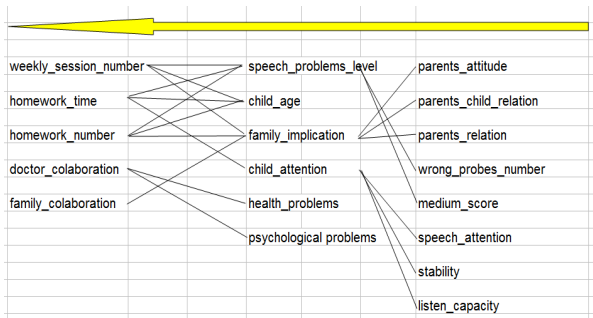 weekly_session_number speech_problems_level parents_attitude
homework_time child_age parents_child_relation
homework_number family_implication parents_relation
doctor_colaboration child_attention wrong_probes_number
family_colaboration health_problems medium_score
psychological problems speech_attention
stability
listen_capacity